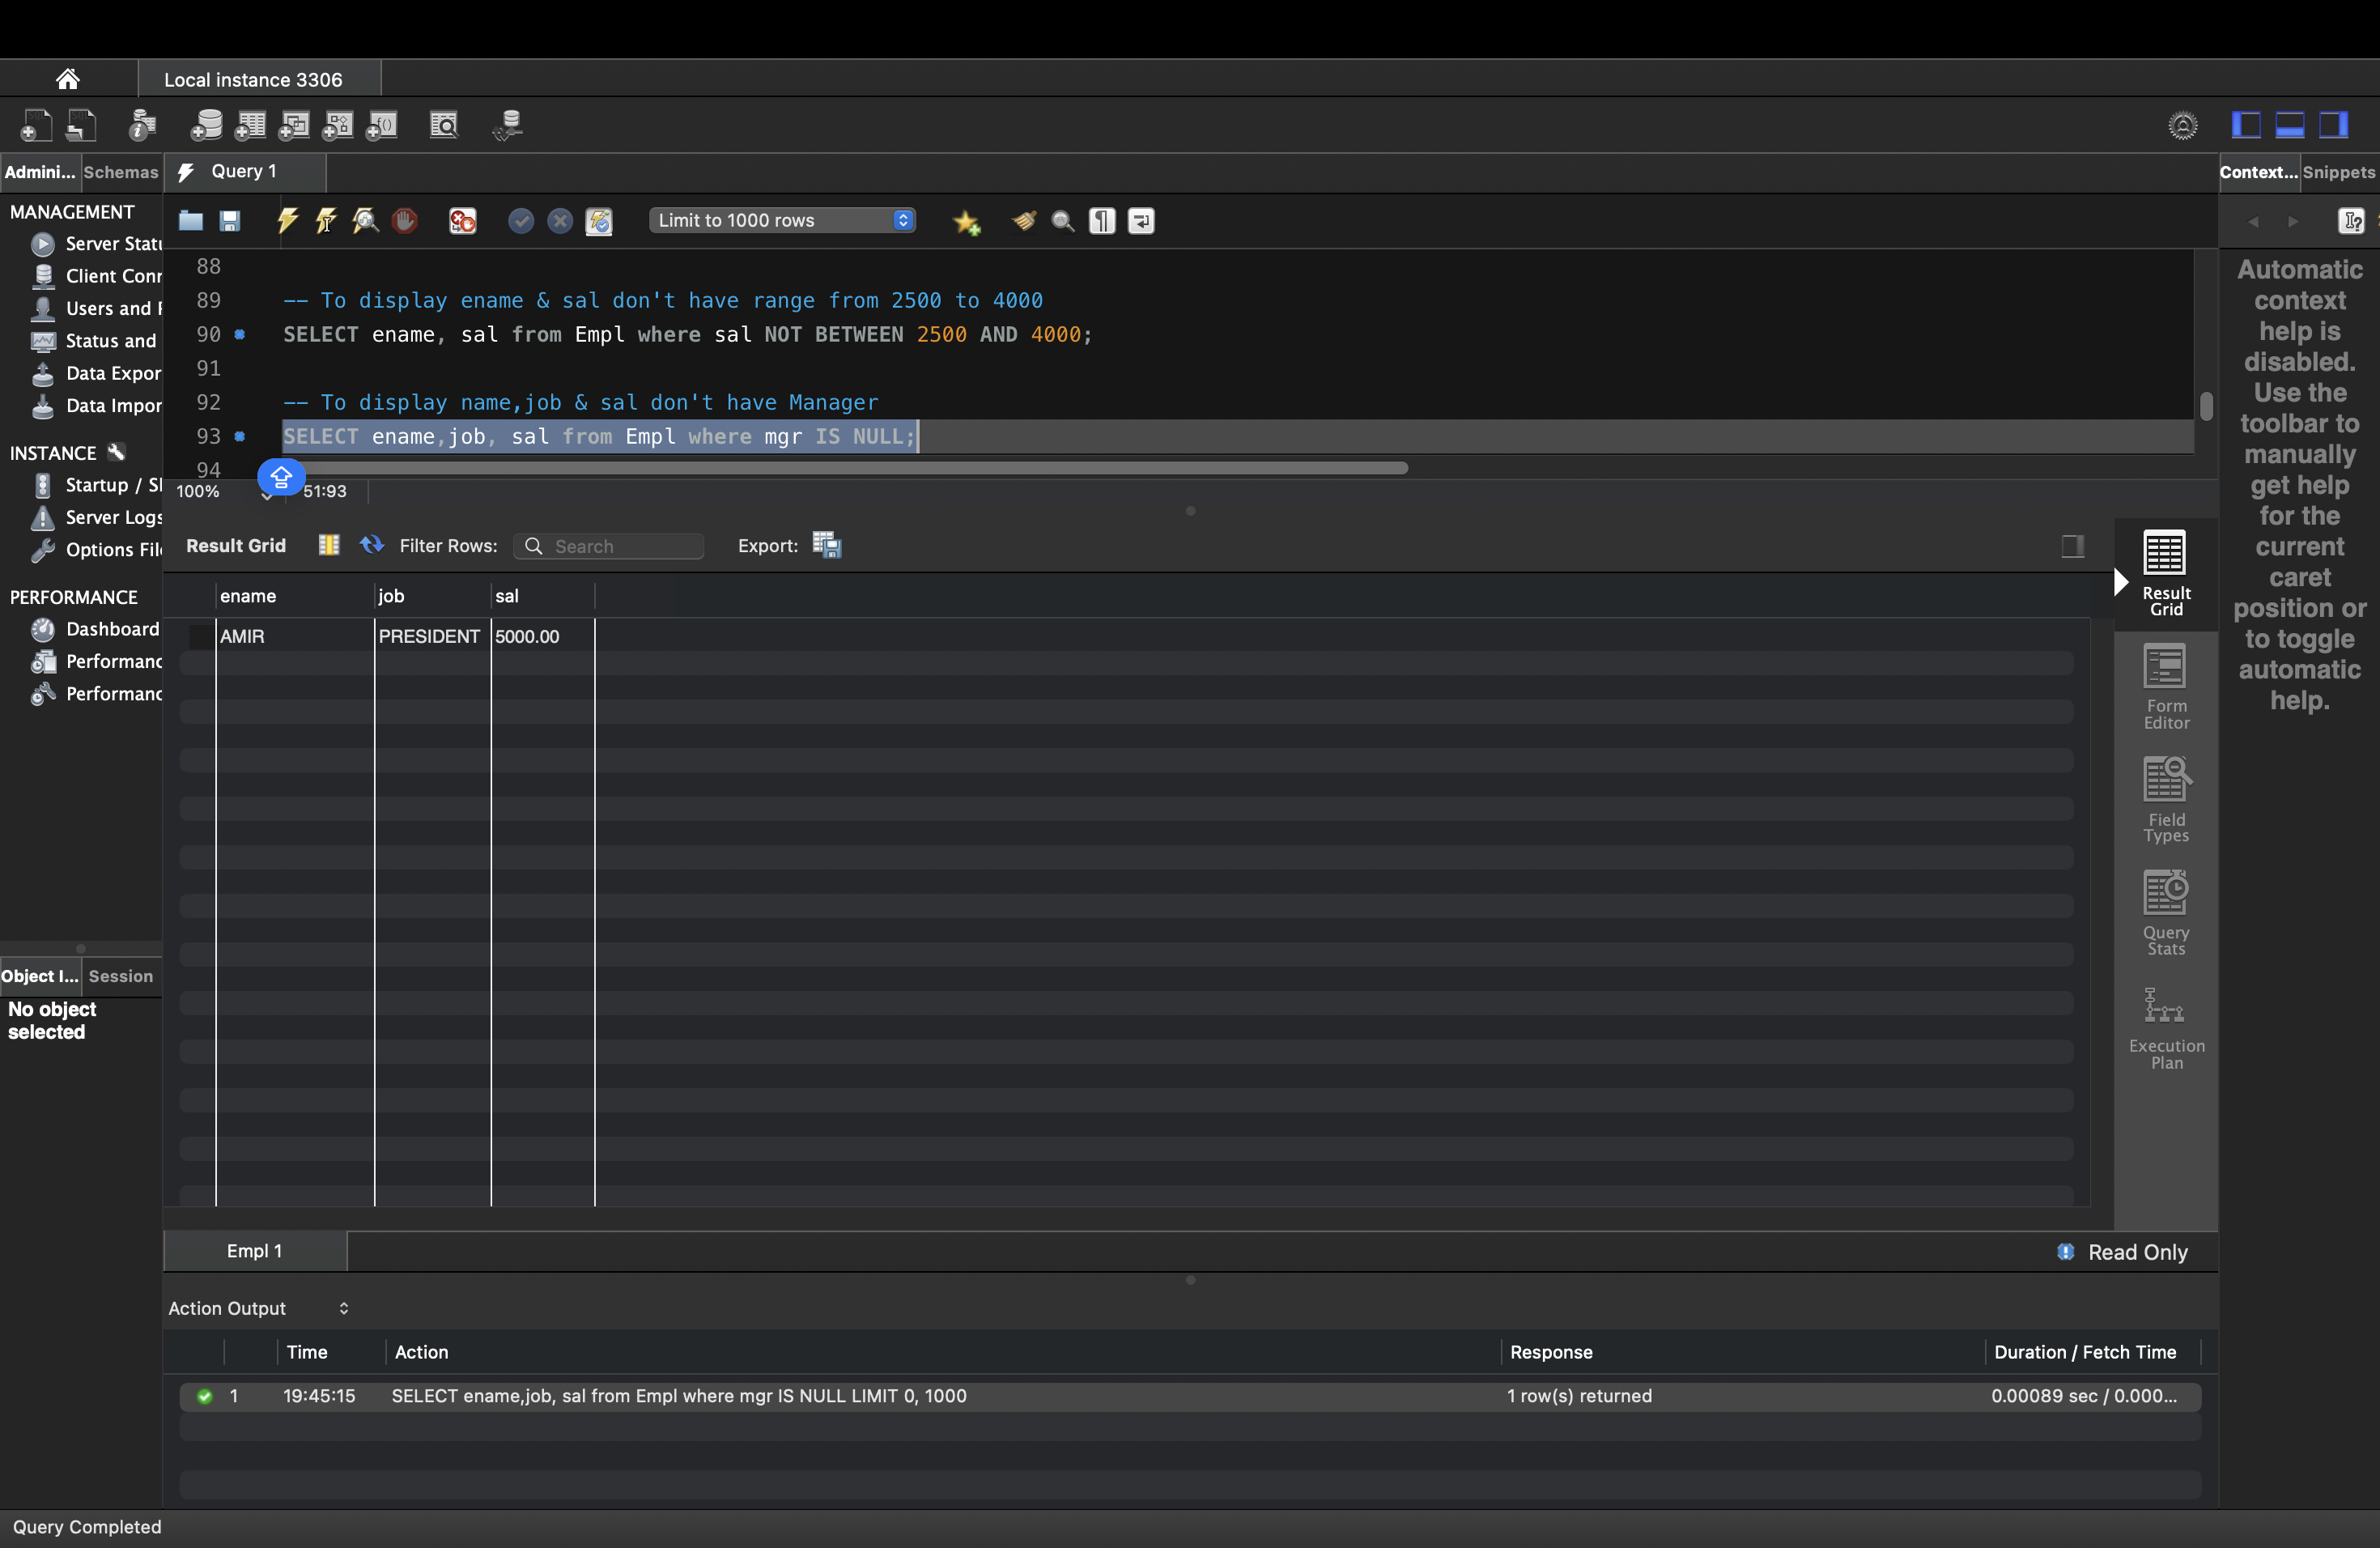 Local instance 3306
Admini... Schemas
Query 1
Context... Snippets
MANAGEMENT
Server Statu
Client Conn
Users and P
Status and
Data Expor
Data Impor
INSTANCE
Startup / Sh
Server Logs
Options File
PERFORMANCE
Dashboard
Performanc
Performanc
Object I... Session
No object
selected
Limit to 1000 rows
88
89 -- To display ename & sal don't have range from 2500 to 4000
90 SELECT ename, sal from Empl where sal NOT BETWEEN 2500 AND 4000;
91
92 -- To display name,job & sal don't have Manager
93 SELECT ename,job, sal from Empl where mgr IS NULL;
94
100% 51:93
Result Grid Filter Rows: Search Export:
ename job sal
AMIR PRESIDENT 5000.00
Result
Grid
Form
Editor
Field
Types
Query
Stats
Execution
Plan
Automatic
context
help is
disabled.
Use the
toolbar to
manually
get help
for the
current
caret
position or
to toggle
automatic
help.
Empl 1 Read Only
Action Output
Time Action Response Duration / Fetch Time
1 19:45:15 SELECT ename,job, sal from Empl where mgr IS NULL LIMIT 0, 1000 1 row(s) returned 0.00089 sec / 0.000...
Query Completed